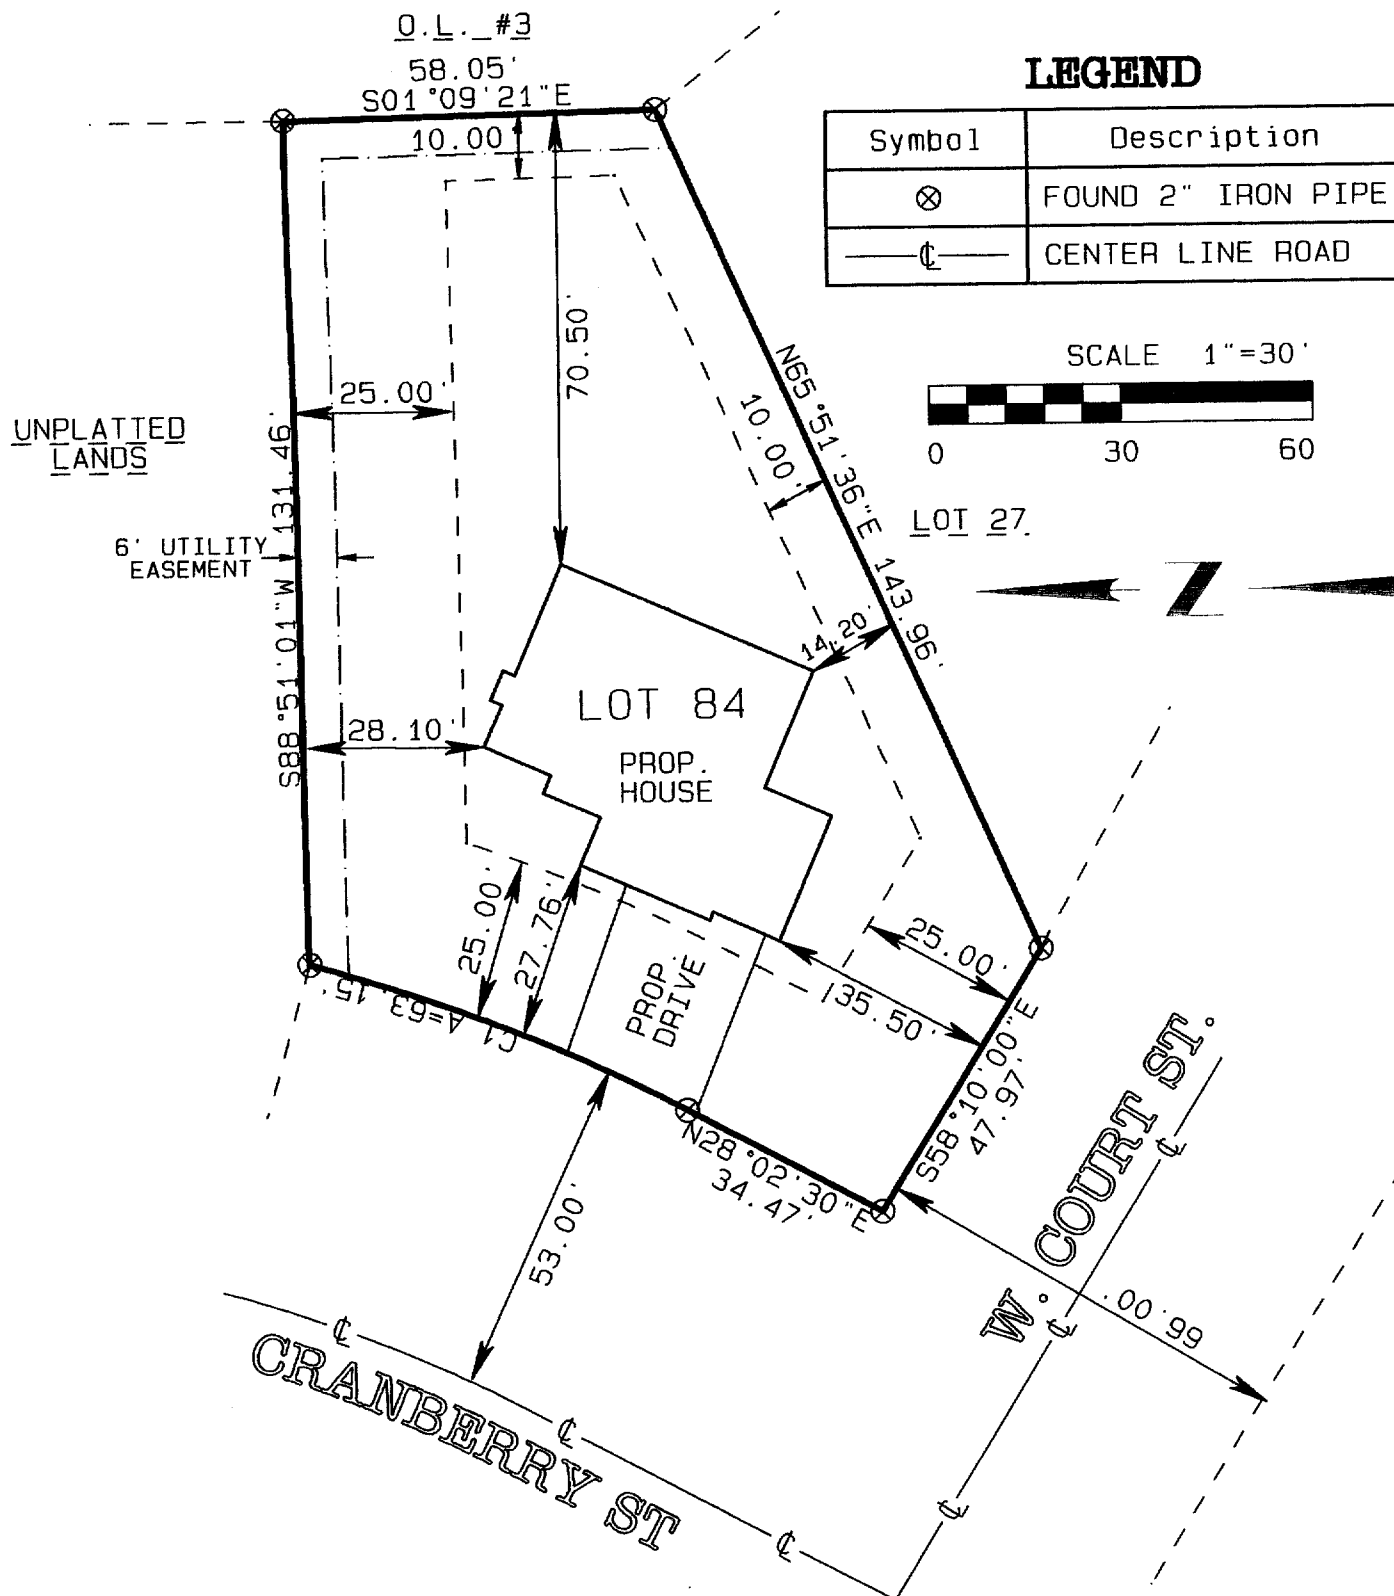 O.L. #3
58.05'
S01°09'21"E
10.00'
LEGEND
Symbol Description
FOUND 2" IRON PIPE
℄ CENTER LINE ROAD
SCALE 1"=30'
0 30 60
UNPLATTED
LANDS
25.00'
70.50'
N65°51'36"E 143.96'
10.00'
LOT 27
Z
S88°51'01"W 131.46'
6' UTILITY
EASEMENT
14.20'
LOT 84
PROP.
HOUSE
28.10'
25.00'
27.76'
PROP.
DRIVE
35.50'
25.00'
A=63.15'
C1
N28°02'30"E
34.47'
S58°10'00"E
47.97'
53.00'
66.00'
W. COURT ST.
℄
℄
℄
CRANBERRY ST
℄
℄
℄